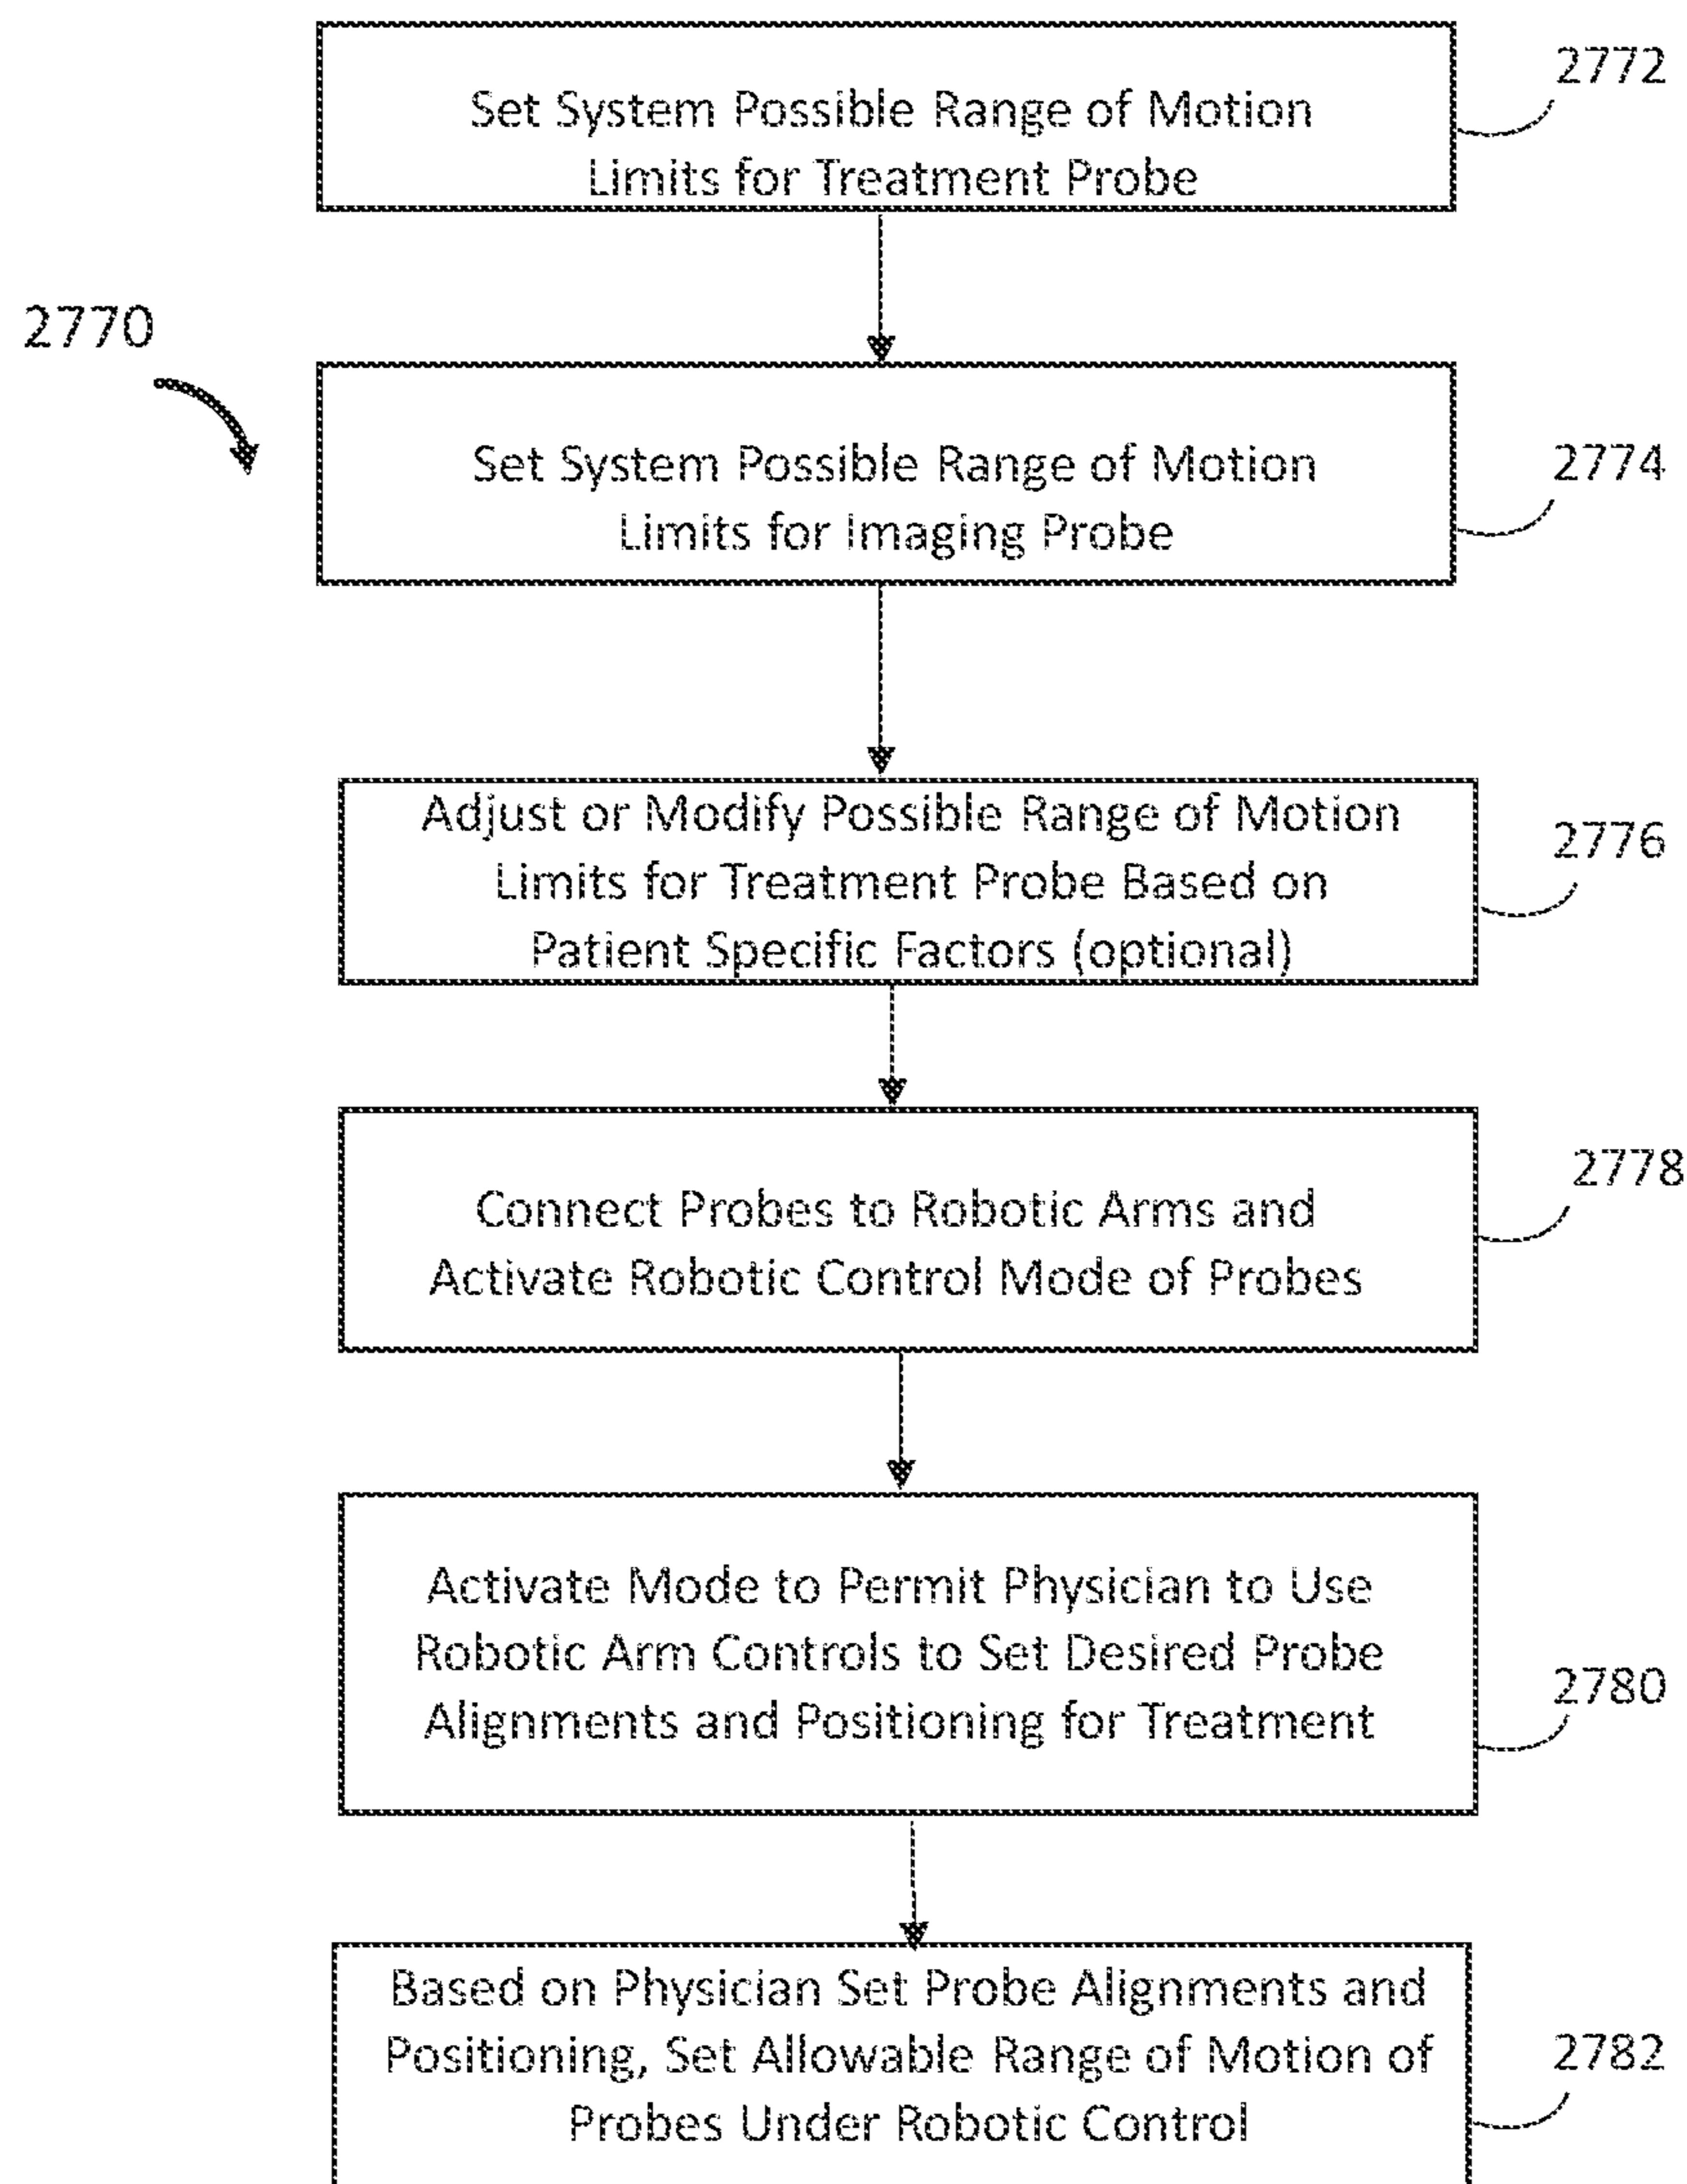 2772
Set System Possible Range of Motion
Limits for Treatment Probe
2770
Set System Possible Range of Motion
Limits for Imaging Probe
2774
Adjust or Modify Possible Range of Motion
Limits for Treatment Probe Based on
Patient Specific Factors (optional)
2776
Connect Probes to Robotic Arms and
Activate Robotic Control Mode of Probes
2778
Activate Mode to Permit Physician to Use
Robotic Arm Controls to Set Desired Probe
Alignments and Positioning for Treatment
2780
Based on Physician Set Probe Alignments and
Positioning, Set Allowable Range of Motion of
Probes Under Robotic Control
2782